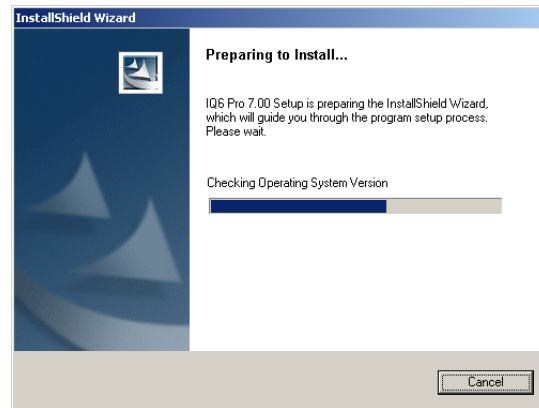 InstallShield Wizard
Preparing to Install...
IQ6 Pro 7.00 Setup is preparing the InstallShield Wizard,
which will guide you through the program setup process.
Please wait.
Checking Operating System Version
Cancel